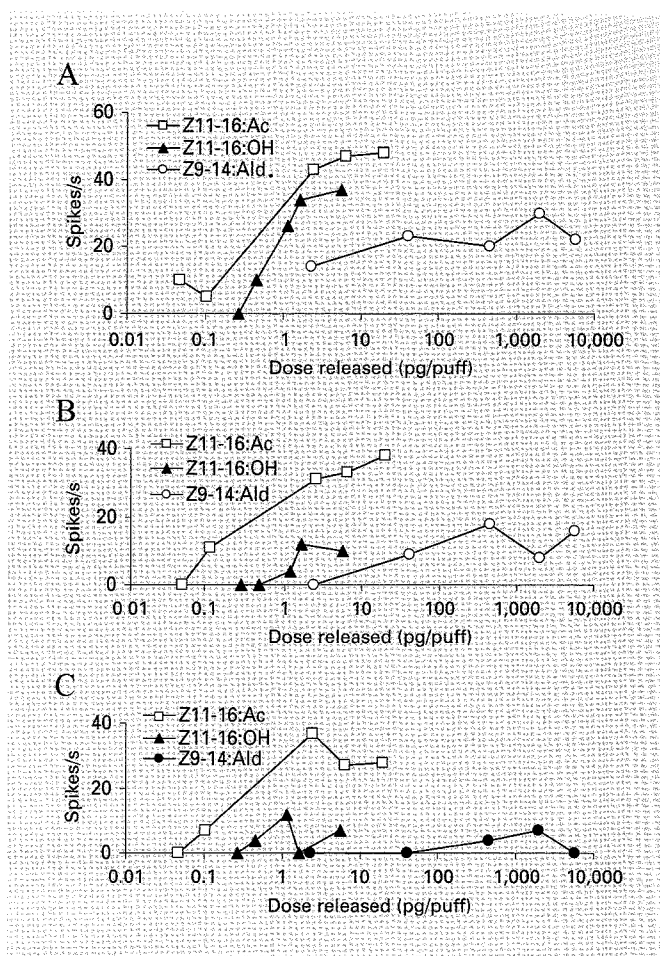 A
60
40
20
0
Spikes/s
Z11-16:Ac
Z11-16:OH
Z9-14:Ald.
0.01 0.1 1 10 100 1,000 10,000
Dose released (pg/puff)
B
40
20
0
Spikes/s
Z11-16:Ac
Z11-16:OH
Z9-14:Ald
0.01 0.1 1 10 100 1,000 10,000
Dose released (pg/puff)
C
40
20
0
Spikes/s
Z11-16:Ac
Z11-16:OH
Z9-14:Ald
0.01 0.1 1 10 100 1,000 10,000
Dose released (pg/puff)